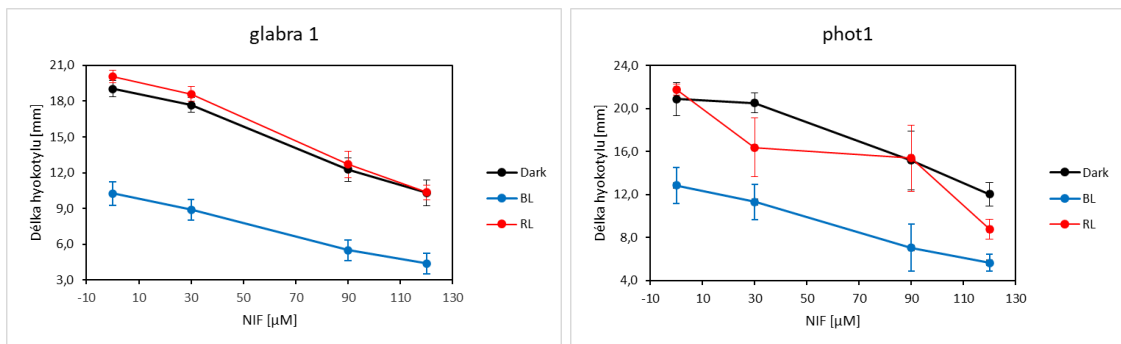 glabra 1
21,0
18,0
15,0
12,0
9,0
6,0
3,0
Délka hyokotylu [mm]
-10 10 30 50 70 90 110 130
NIF [µM]
Dark
BL
RL
phot1
24,0
20,0
16,0
12,0
8,0
4,0
Délka hyokotylu [mm]
-10 10 30 50 70 90 110 130
NIF [µM]
Dark
BL
RL